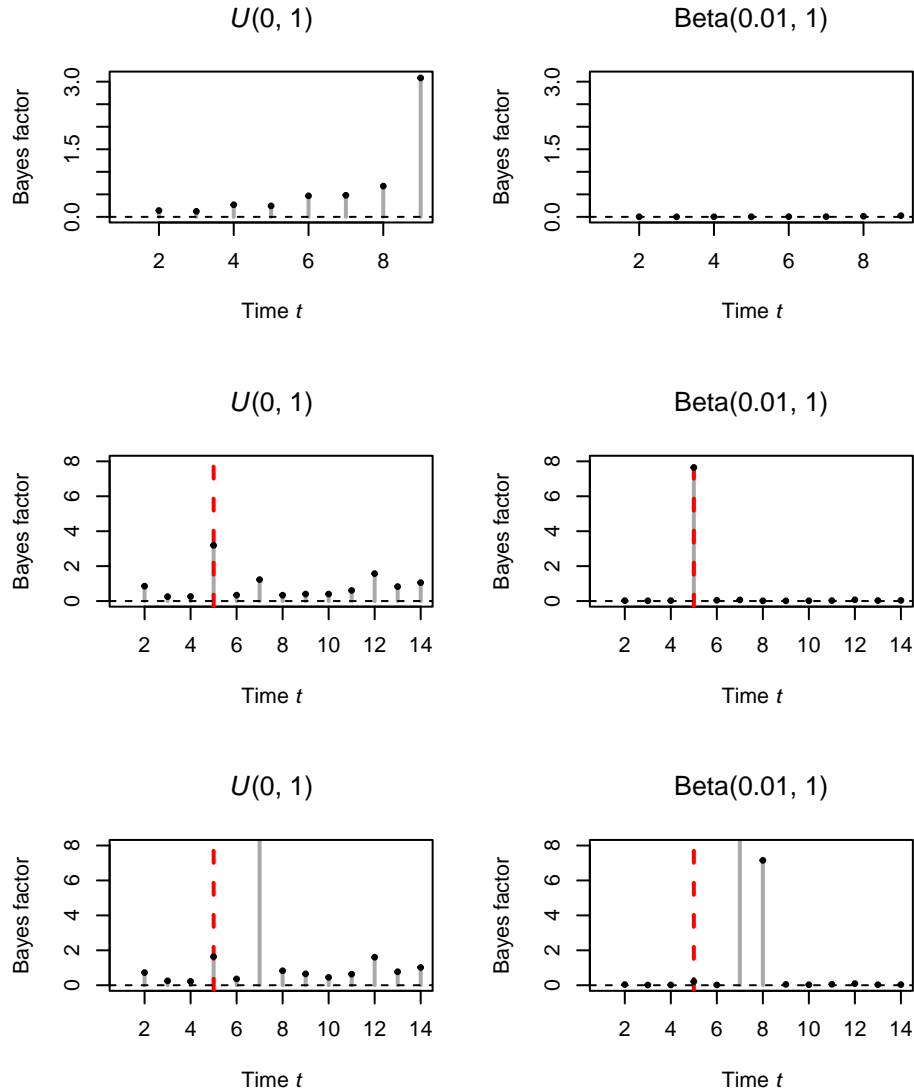 U(0, 1)
Bayes factor
0.0 1.5 3.0
2 4 6 8
Time t
Beta(0.01, 1)
Bayes factor
0.0 1.5 3.0
2 4 6 8
Time t
U(0, 1)
Bayes factor
0 2 4 6 8
2 4 6 8 10 12 14
Time t
Beta(0.01, 1)
Bayes factor
0 2 4 6 8
2 4 6 8 10 12 14
Time t
U(0, 1)
Bayes factor
0 2 4 6 8
2 4 6 8 10 12 14
Time t
Beta(0.01, 1)
Bayes factor
0 2 4 6 8
2 4 6 8 10 12 14
Time t